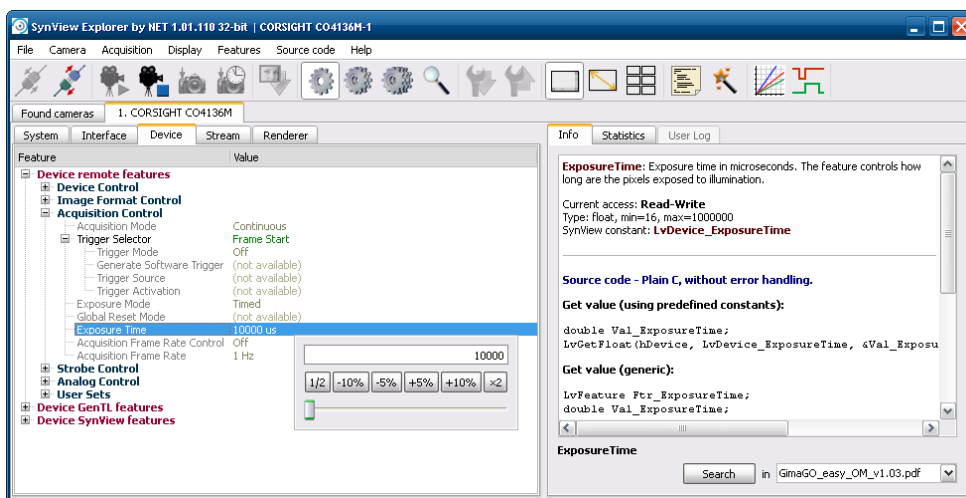 SynView Explorer by NET 1.01.110 32-bit | CORSIGHT CO4136M-1
File Camera Acquisition Display Features Source code Help
Found cameras 1. CORSIGHT CO4136M
System Interface Device Stream Renderer
Feature Value
Device remote features
Device Control
Image Format Control
Acquisition Control
Acquisition Mode Continuous
Trigger Selector Frame Start
Trigger Mode Off
Generate Software Trigger (not available)
Trigger Source (not available)
Trigger Activation (not available)
Exposure Mode Timed
Global Reset Mode (not available)
Exposure Time 10000 us
Acquisition Frame Rate Control Off
Acquisition Frame Rate 1 Hz
Strobe Control
Analog Control
User Sets
Device GenTL features
Device SynView features
10000
1/2 -10% -5% +5% +10% ×2
Info Statistics User Log
ExposureTime: Exposure time in microseconds. The feature controls how
long are the pixels exposed to illumination.
Current access: Read-Write
Type: float, min=16, max=1000000
SynView constant: LvDevice_ExposureTime
Source code - Plain C, without error handling.
Get value (using predefined constants):
double Val_ExposureTime;
LvGetFloat(hDevice, LvDevice_ExposureTime, &Val_Exposu
Get value (generic):
LvFeature Ftr_ExposureTime;
double Val_ExposureTime;
ExposureTime
Search in GimaGO_easy_OM_v1.03.pdf